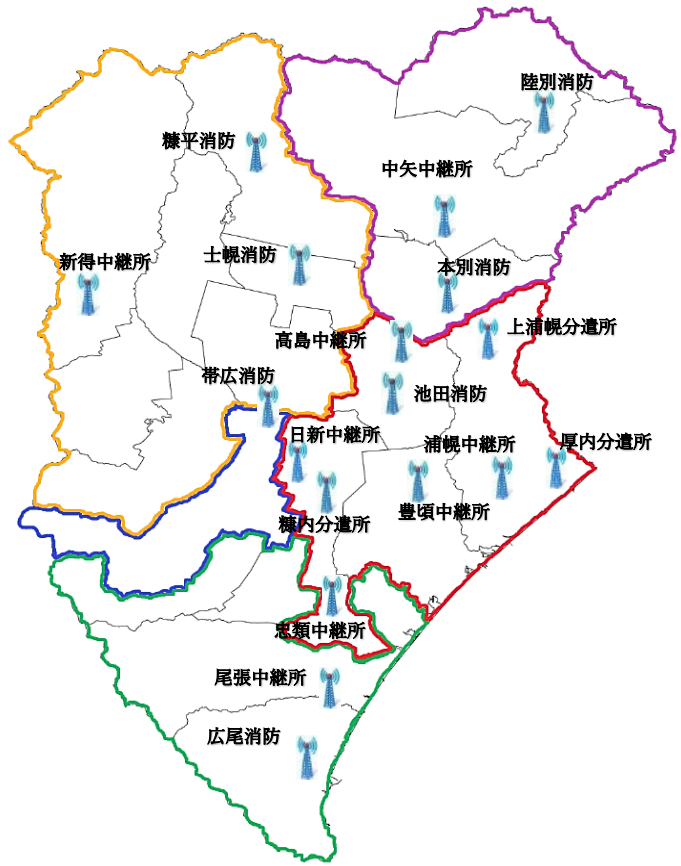 陸別消防
糠平消防
中矢中継所
士幌消防
新得中継所
本別消防
上浦幌分遣所
高島中継所
帯広消防
池田消防
日新中継所
浦幌中継所
厚内分遣所
豊頃中継所
糠内分遣所
忠類中継所
尾張中継所
広尾消防